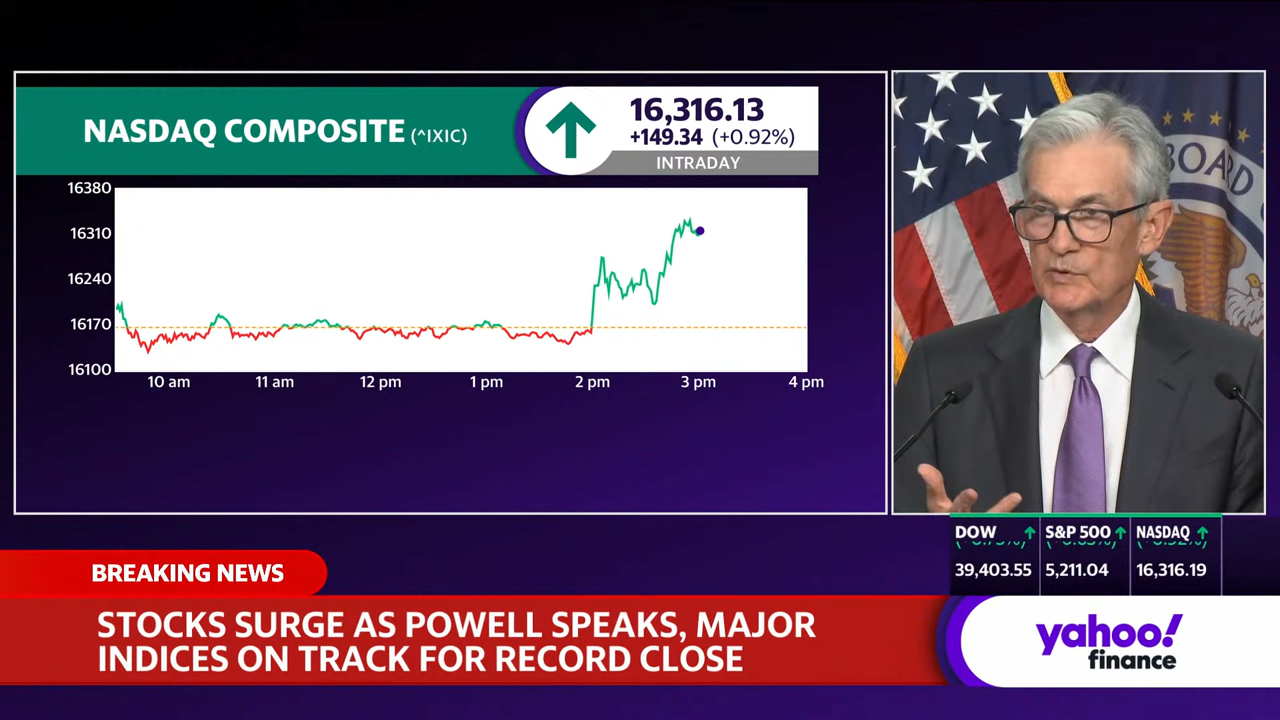 NASDAQ COMPOSITE (^IXIC)
16,316.13
+149.34 (+0.92%)
INTRADAY
16380
16310
16240
16170
16100
10 am 11 am 12 pm 1 pm 2 pm 3 pm 4 pm
BOARD
DOW S&P 500 NASDAQ
39,403.55 5,211.04 16,316.19
BREAKING NEWS
STOCKS SURGE AS POWELL SPEAKS, MAJOR
INDICES ON TRACK FOR RECORD CLOSE
yahoo!
finance